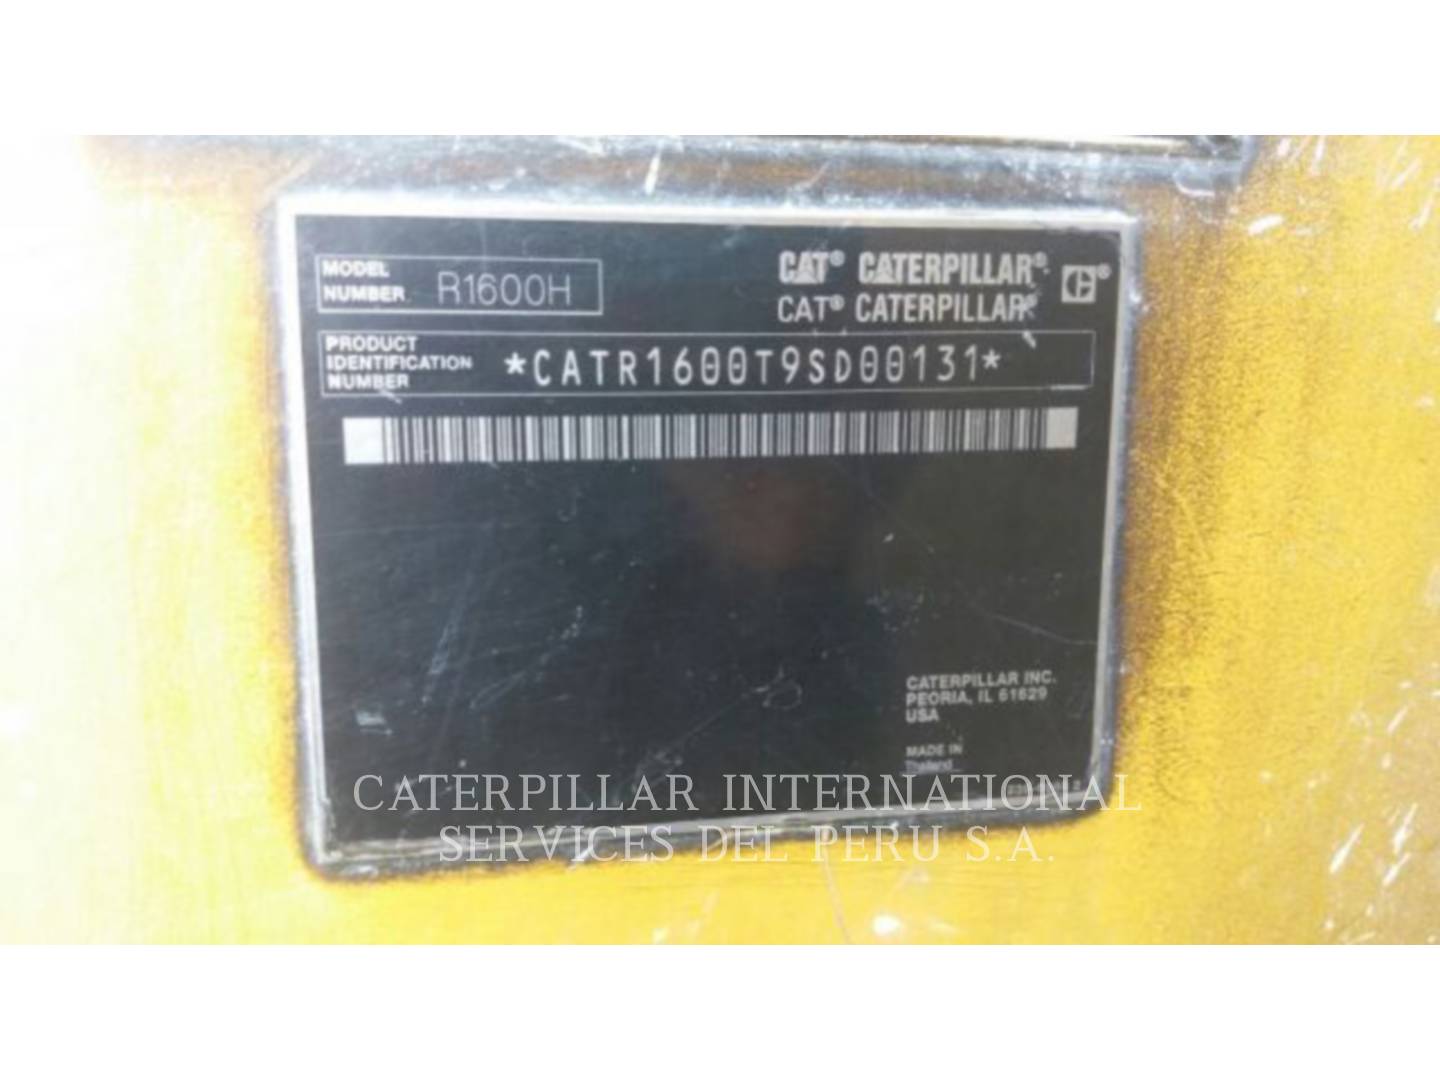 MODEL
NUMBER R1600H
CAT® CATERPILLAR®
CAT® CATERPILLAR
PRODUCT
IDENTIFICATION
NUMBER
*CATR1600T9SD00131*
CATERPILLAR INC.
PEORIA, IL 61629
USA
MADE IN
Thailand
CATERPILLAR INTERNATIONAL
SERVICES DEL PERU S.A.